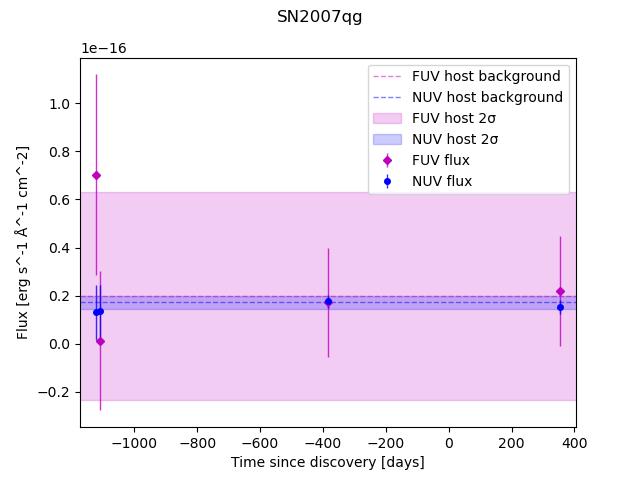 SN2007qg
1e−16
FUV host background
NUV host background
FUV host 2σ
NUV host 2σ
FUV flux
NUV flux
1.0
0.8
0.6
0.4
0.2
0.0
−0.2
Flux [erg s^-1 Å^-1 cm^-2]
−1000 −800 −600 −400 −200 0 200 400
Time since discovery [days]